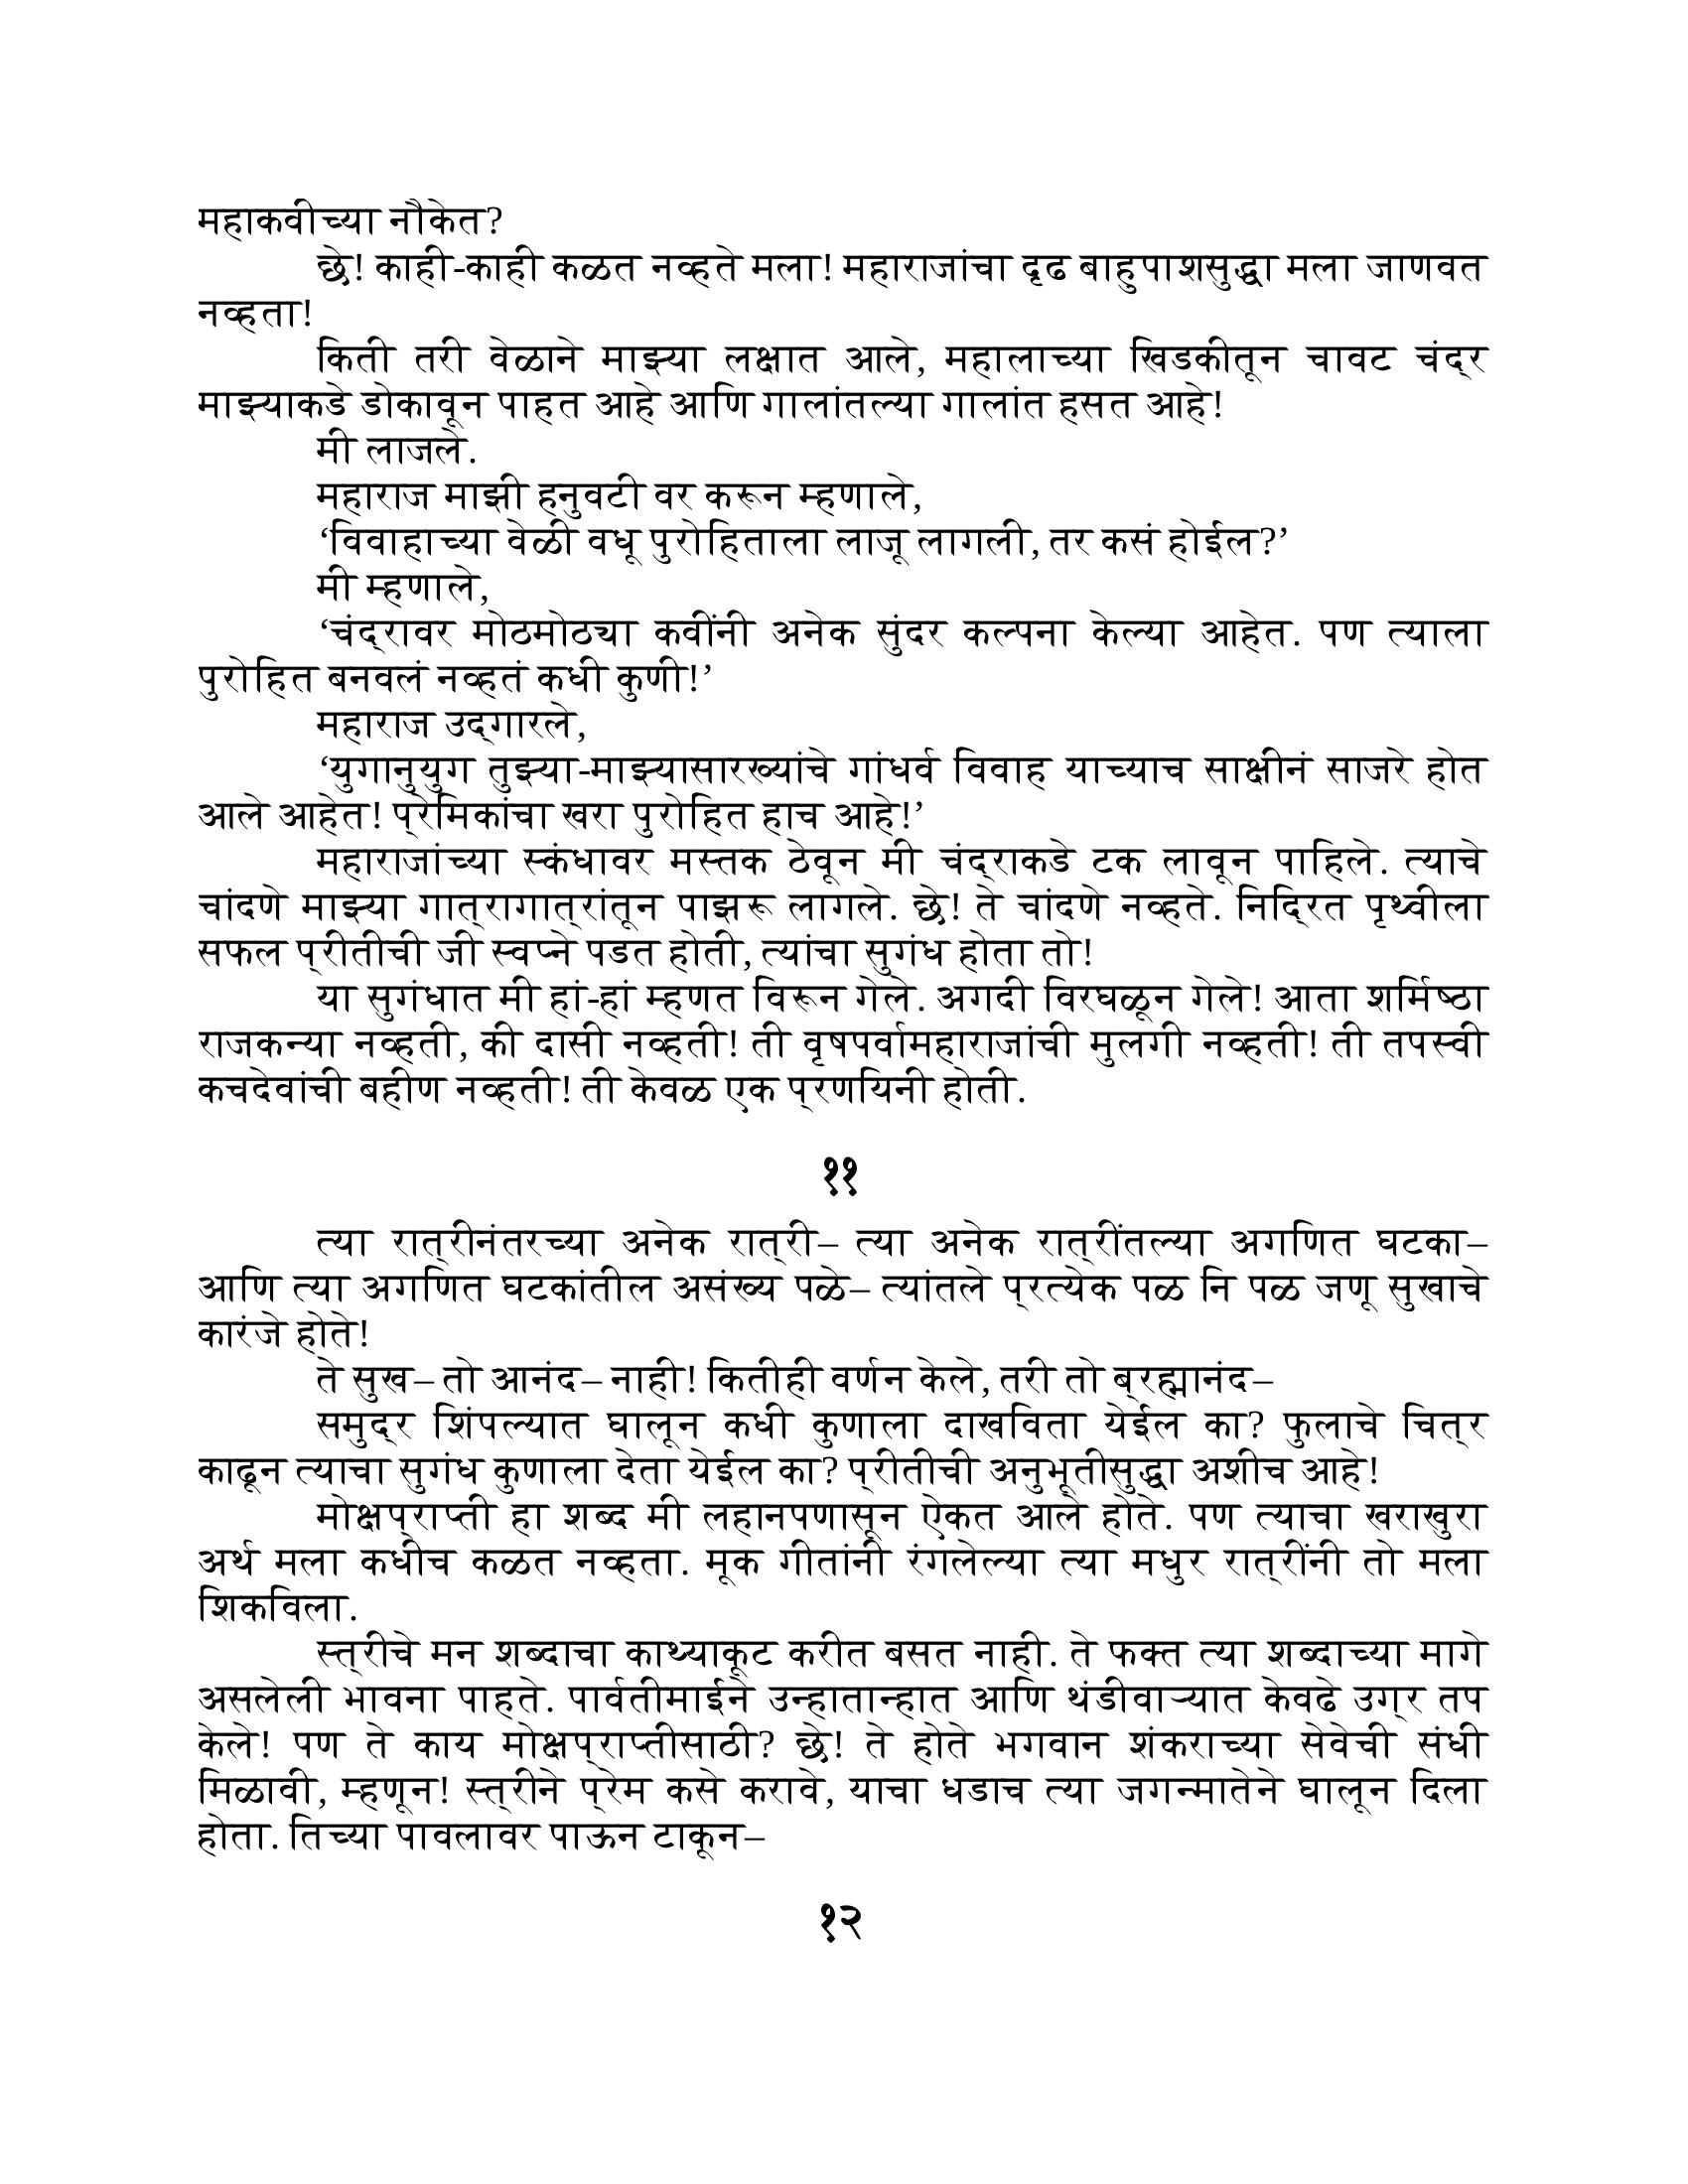 महाकवीच्या नौकेत?
छे! काही-काही कळत नव्हते मला! महाराजांचा दृढ बाहुपाशसुद्धा मला जाणवत
नव्हता!
किती तरी वेळाने माझ्या लक्षात आले, महालाच्या खिडकीतून चावट चंद्र
माझ्याकडे डोकावून पाहत आहे आणि गालांतल्या गालांत हसत आहे!
मी लाजले.
महाराज माझी हनुवटी वर करून म्हणाले,
‘विवाहाच्या वेळी वधू पुरोहिताला लाजू लागली, तर कसं होईल?’
मी म्हणाले,
‘चंद्रावर मोठमोठ्या कवींनी अनेक सुंदर कल्पना केल्या आहेत. पण त्याला
पुरोहित बनवलं नव्हतं कधी कुणी!’
महाराज उद्‌गारले,
‘युगानुयुग तुझ्या-माझ्यासारख्यांचे गांधर्व विवाह याच्याच साक्षीनं साजरे होत
आले आहेत! प्रेमिकांचा खरा पुरोहित हाच आहे!’
महाराजांच्या स्कंधावर मस्तक ठेवून मी चंद्राकडे टक लावून पाहिले. त्याचे
चांदणे माझ्या गात्रागात्रांतून पाझरू लागले. छे! ते चांदणे नव्हते. निद्रित पृथ्वीला
सफल प्रीतीची जी स्वप्ने पडत होती, त्यांचा सुगंध होता तो!
या सुगंधात मी हां-हां म्हणत विरून गेले. अगदी विरघळून गेले! आता शर्मिष्ठा
राजकन्या नव्हती, की दासी नव्हती! ती वृषपर्वामहाराजांची मुलगी नव्हती! ती तपस्वी
कचदेवांची बहीण नव्हती! ती केवळ एक प्रणयिनी होती.
११
त्या रात्रीनंतरच्या अनेक रात्री– त्या अनेक रात्रींतल्या अगणित घटका–
आणि त्या अगणित घटकांतील असंख्य पळे– त्यांतले प्रत्येक पळ नि पळ जणू सुखाचे
कारंजे होते!
ते सुख– तो आनंद– नाही! कितीही वर्णन केले, तरी तो ब्रह्मानंद–
समुद्र शिंपल्यात घालून कधी कुणाला दाखविता येईल का? फुलाचे चित्र
काढून त्याचा सुगंध कुणाला देता येईल का? प्रीतीची अनुभूतीसुद्धा अशीच आहे!
मोक्षप्राप्ती हा शब्द मी लहानपणासून ऐकत आले होते. पण त्याचा खराखुरा
अर्थ मला कधीच कळत नव्हता. मूक गीतांनी रंगलेल्या त्या मधुर रात्रींनी तो मला
शिकविला.
स्त्रीचे मन शब्दाचा काथ्याकूट करीत बसत नाही. ते फक्त त्या शब्दाच्या मागे
असलेली भावना पाहते. पार्वतीमाईने उन्हातान्हात आणि थंडीवाऱ्यात केवढे उग्र तप
केले! पण ते काय मोक्षप्राप्तीसाठी? छे! ते होते भगवान शंकराच्या सेवेची संधी
मिळावी, म्हणून! स्त्रीने प्रेम कसे करावे, याचा धडाच त्या जगन्मातेने घालून दिला
होता. तिच्या पावलावर पाऊन टाकून–
१२